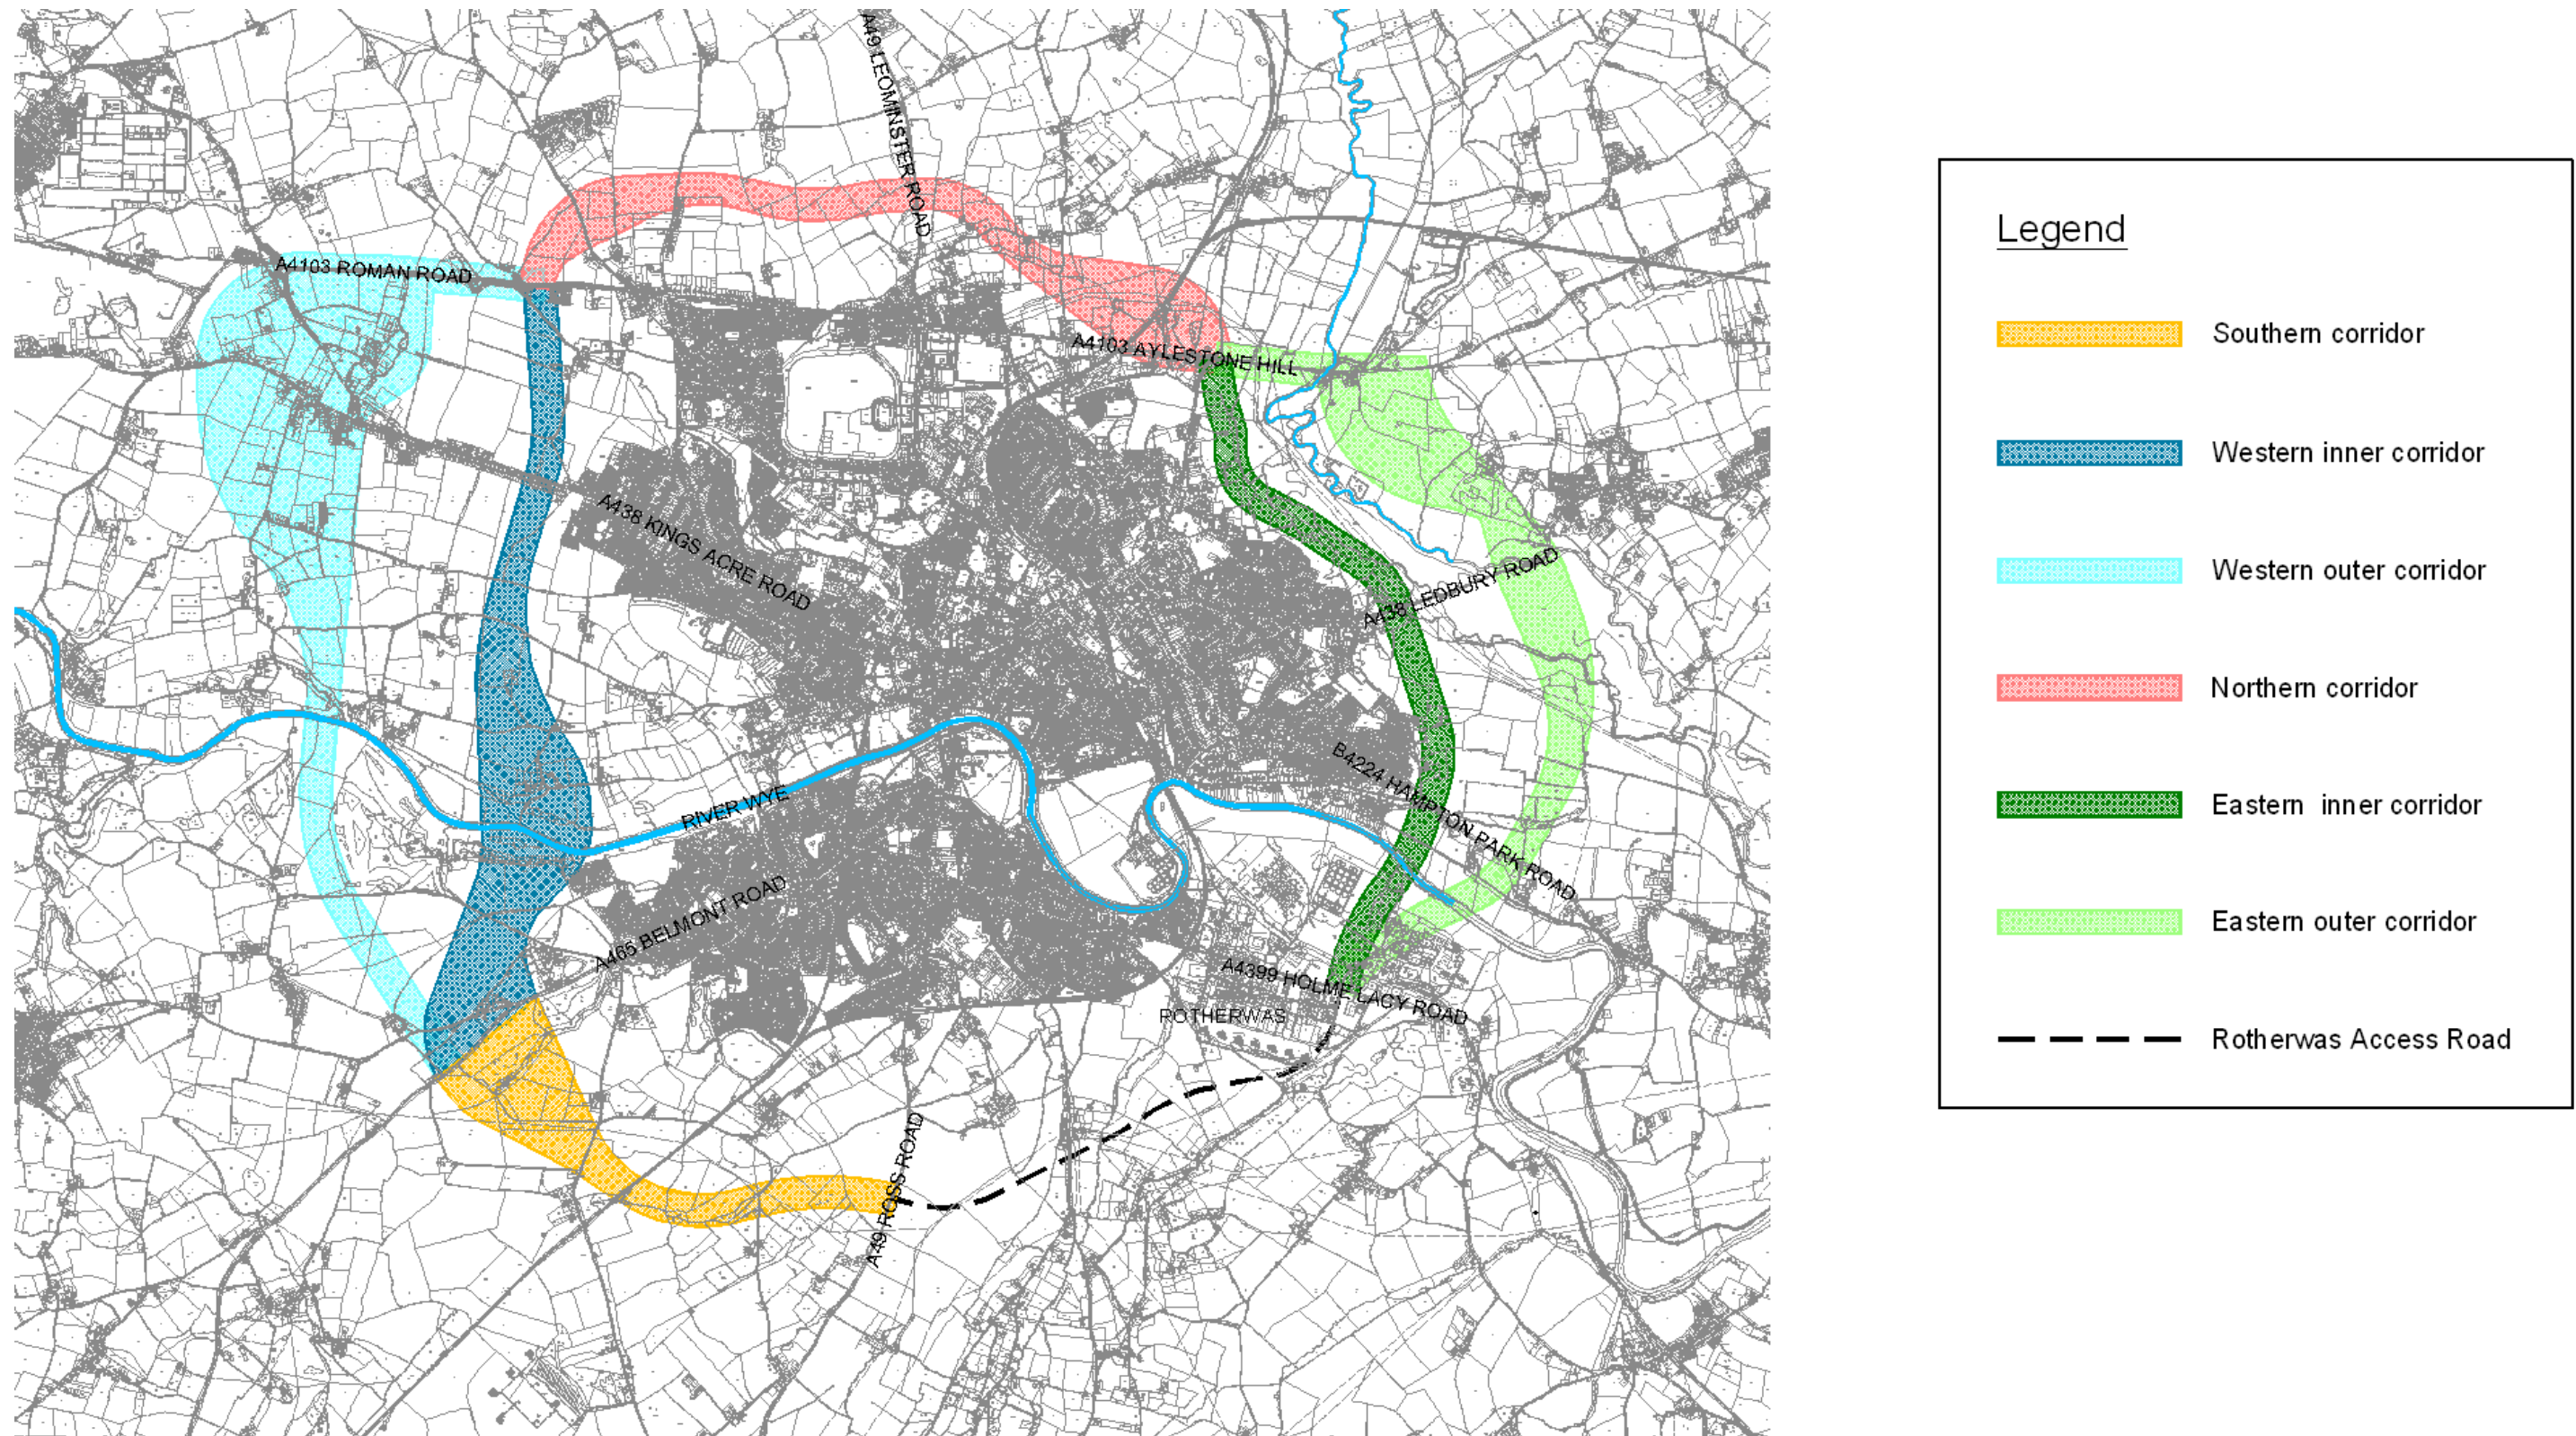 A49 LEOMINSTER ROAD
A4103 ROMAN ROAD
A4103 AYLESTONE HILL
A438 KINGS ACRE ROAD
A438 LEDBURY ROAD
B4224 HAMPTON PARK ROAD
RIVER WYE
A465 BELMONT ROAD
A4399 HOLME LACY ROAD
ROTHERWAS
A49 ROSS ROAD
Legend
Southern corridor
Western inner corridor
Western outer corridor
Northern corridor
Eastern inner corridor
Eastern outer corridor
Rotherwas Access Road